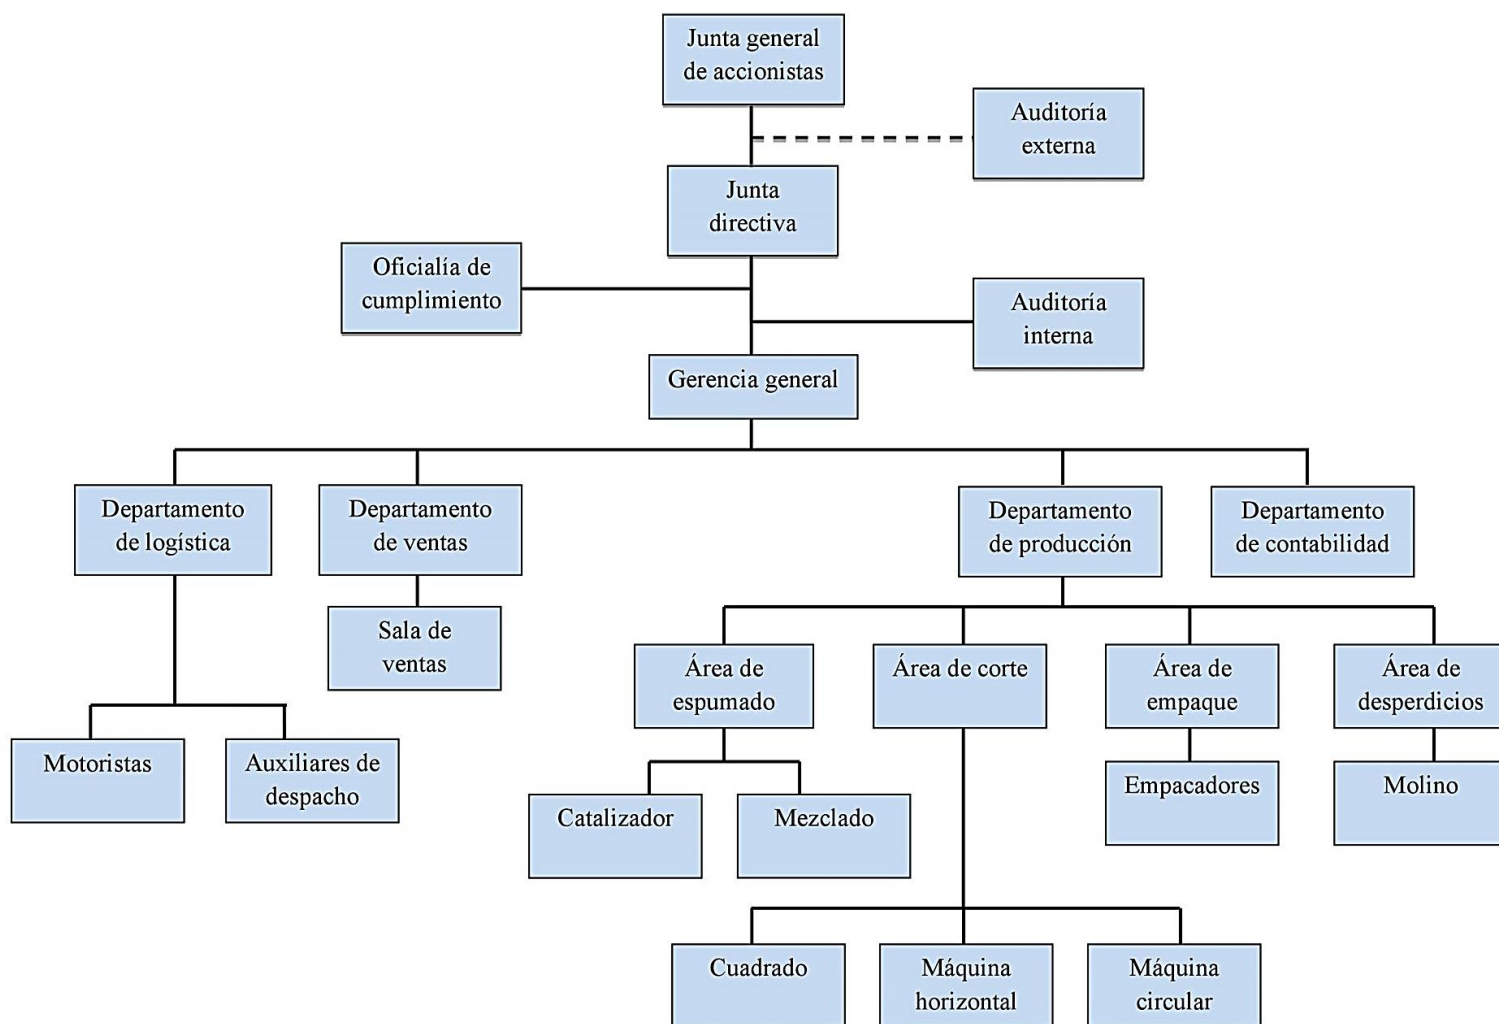 Junta general
de accionistas
Auditoría
externa
Junta
directiva
Oficialía de
cumplimiento
Auditoría
interna
Gerencia general
Departamento
de logística
Departamento
de ventas
Departamento
de producción
Departamento
de contabilidad
Sala de
ventas
Área de
espumado
Área de corte
Área de
empaque
Área de
desperdicios
Motoristas
Auxiliares de
despacho
Catalizador
Mezclado
Empacadores
Molino
Cuadrado
Máquina
horizontal
Máquina
circular